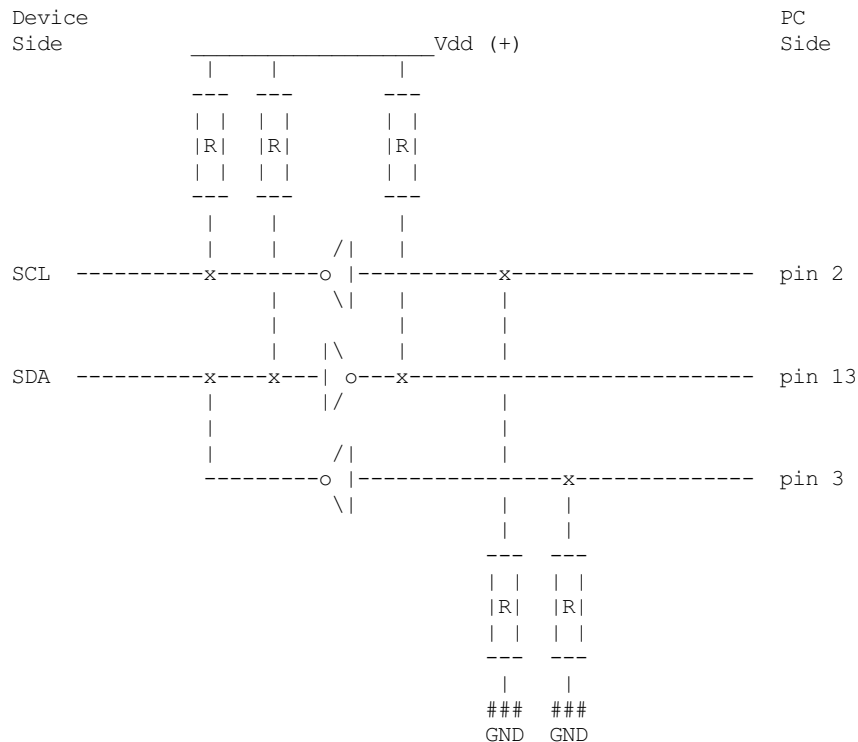 Device PC
Side Vdd (+) Side
R R R
SCL x o x pin 2
SDA x x o x pin 13
o x pin 3
R R
### ###
GND GND